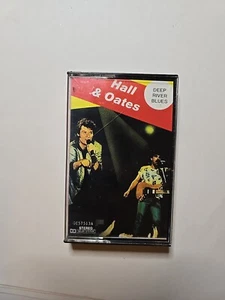 Hall
& Oates
DEEP
RIVER
BLUES
STEREO